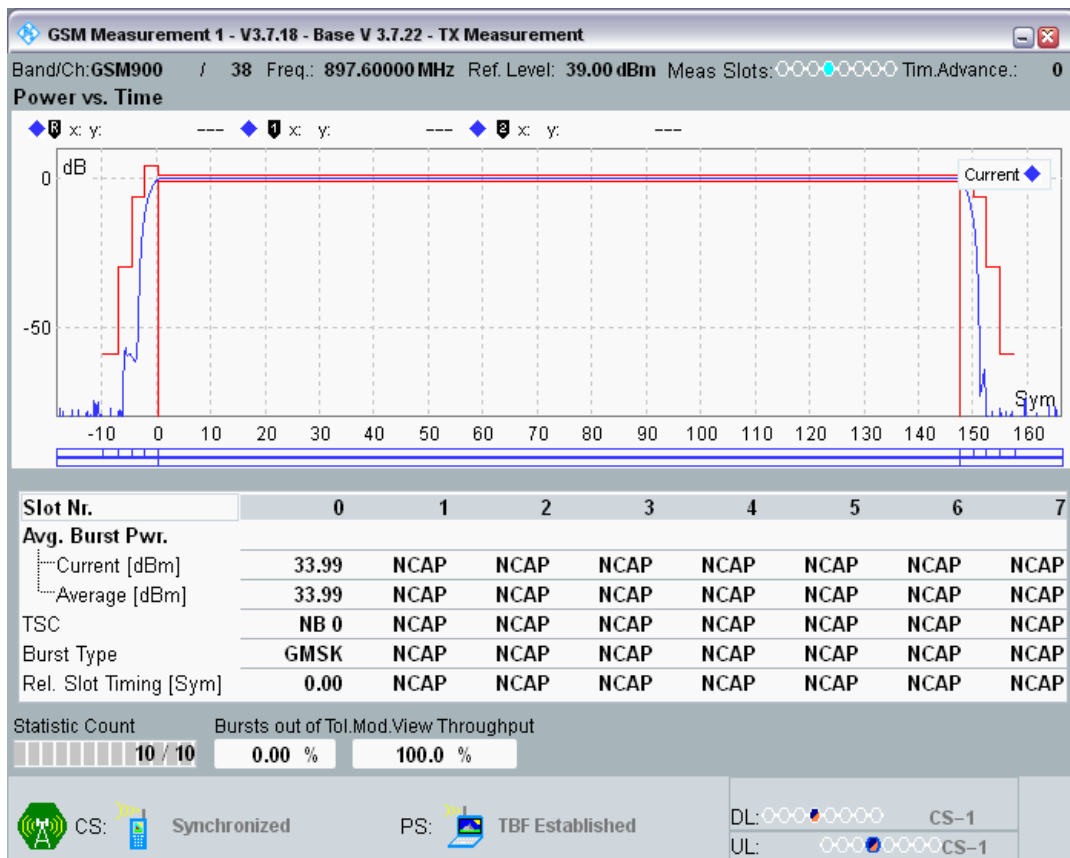 GSM Measurement 1 - V3.7.18 - Base V 3.7.22 - TX Measurement
Band/Ch:GSM900 / 38 Freq.: 897.60000 MHz Ref. Level: 39.00 dBm Meas Slots: Tim.Advance.: 0
Power vs. Time
R x: y: --- 1 x: y: --- 2 x: y: ---
dB
0
Current
-50
Sym
-10 0 10 20 30 40 50 60 70 80 90 100 110 120 130 140 150 160
Slot Nr. 0 1 2 3 4 5 6 7
Avg. Burst Pwr.
Current [dBm] 33.99 NCAP NCAP NCAP NCAP NCAP NCAP NCAP
Average [dBm] 33.99 NCAP NCAP NCAP NCAP NCAP NCAP NCAP
TSC NB 0 NCAP NCAP NCAP NCAP NCAP NCAP NCAP
Burst Type GMSK NCAP NCAP NCAP NCAP NCAP NCAP NCAP
Rel. Slot Timing [Sym] 0.00 NCAP NCAP NCAP NCAP NCAP NCAP NCAP
Statistic Count Bursts out of Tol.Mod.View Throughput
10 / 10 0.00 % 100.0 %
CS: Synchronized PS: TBF Established DL: CS-1
UL: CS-1